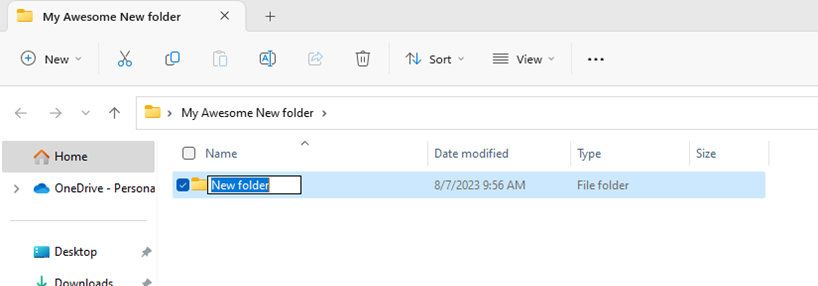 My Awesome New folder
New
Sort
View
My Awesome New folder
Home
Name
Date modified
Type
Size
OneDrive - Persona
New folder
8/7/2023 9:56 AM
File folder
Desktop
Downloads